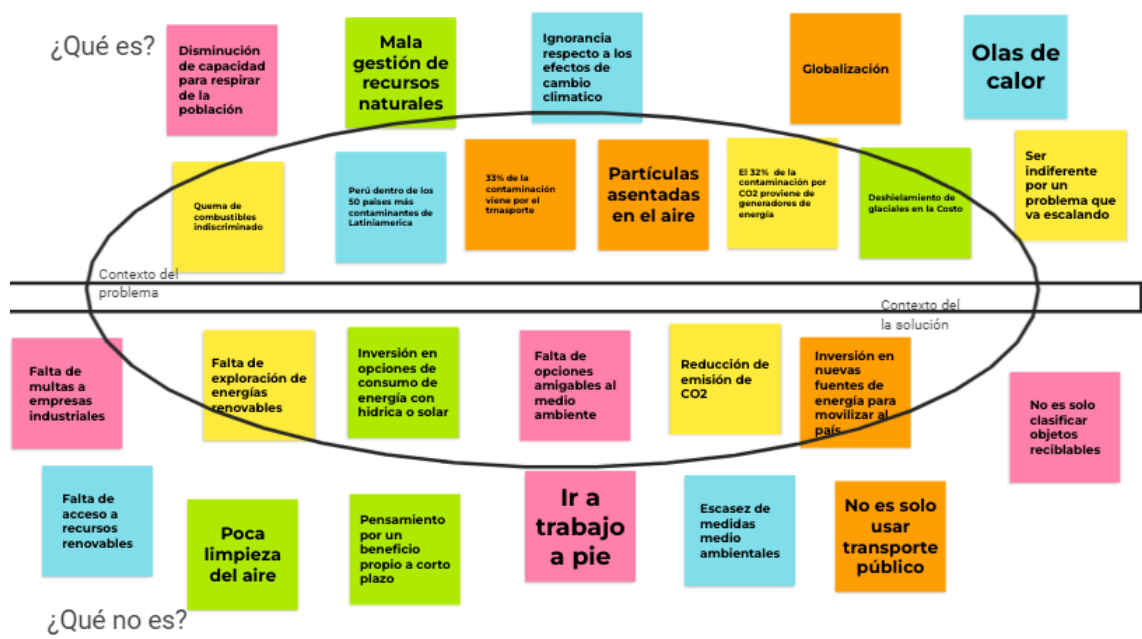 ¿Qué es?
Disminución
de capacidad
para respirar
de la
población
Mala
gestión de
recursos
naturales
Ignorancia
respecto a los
efectos de
cambio
climatico
Globalización
Olas de
calor
Quema de
combustibles
indiscriminado
Perú dentro de los
50 paises más
contaminantes de
Latiniamerica
33% de la
contaminación
viene por el
trnasporte
Partículas
asentadas
en el aire
El 32% de la
contaminación por
CO2 proviene de
generadores de
energía
Deshielamiento de
glaciales en la Costo
Ser
indiferente
por un
problema que
va escalando
Contexto del
problema
Contexto del
la solución
Falta de
multas a
empresas
industriales
Falta de
exploración de
energías
renovables
Inversión en
opciones de
consumo de
energía con
hidrica o solar
Falta de
opciones
amigables al
medio
ambiente
Reducción de
emisión de
CO2
Inversión en
nuevas
fuentes de
energía para
movilizar al
país
No es solo
clasificar
objetos
reciblables
Falta de
acceso a
recursos
renovables
Poca
limpieza
del aire
Pensamiento
por un
beneficio
propio a corto
plazo
Ir a
trabajo
a pie
Escasez de
medidas
medio
ambientales
No es solo
usar
transporte
público
¿Qué no es?